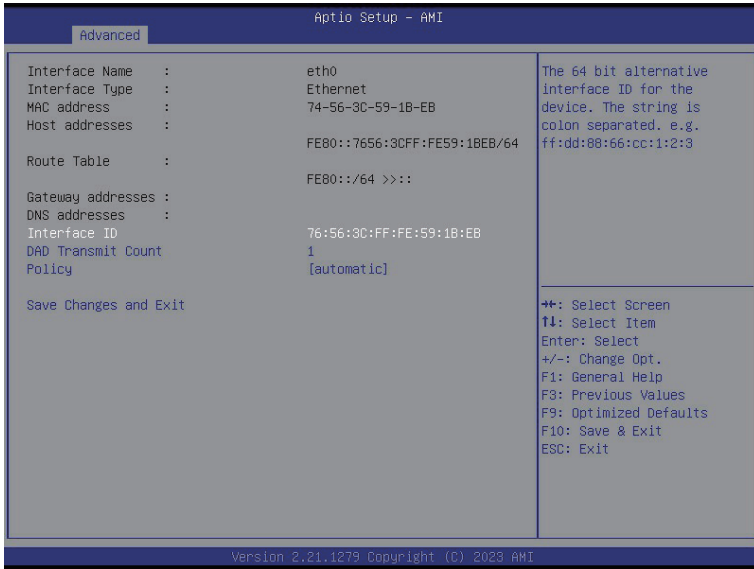 Aptio Setup – AMI
Advanced
Interface Name : eth0
Interface Type : Ethernet
MAC address : 74-56-3C-59-1B-EB
Host addresses :
FE80::7656:3CFF:FE59:1BEB/64
Route Table :
FE80::/64 >>::
Gateway addresses :
DNS addresses :
Interface ID 76:56:3C:FF:FE:59:1B:EB
DAD Transmit Count 1
Policy [automatic]
Save Changes and Exit
The 64 bit alternative
interface ID for the
device. The string is
colon separated. e.g.
ff:dd:88:66:cc:1:2:3
→←: Select Screen
↑↓: Select Item
Enter: Select
+/-: Change Opt.
F1: General Help
F3: Previous Values
F9: Optimized Defaults
F10: Save & Exit
ESC: Exit
Version 2.21.1279 Copyright (C) 2023 AMI